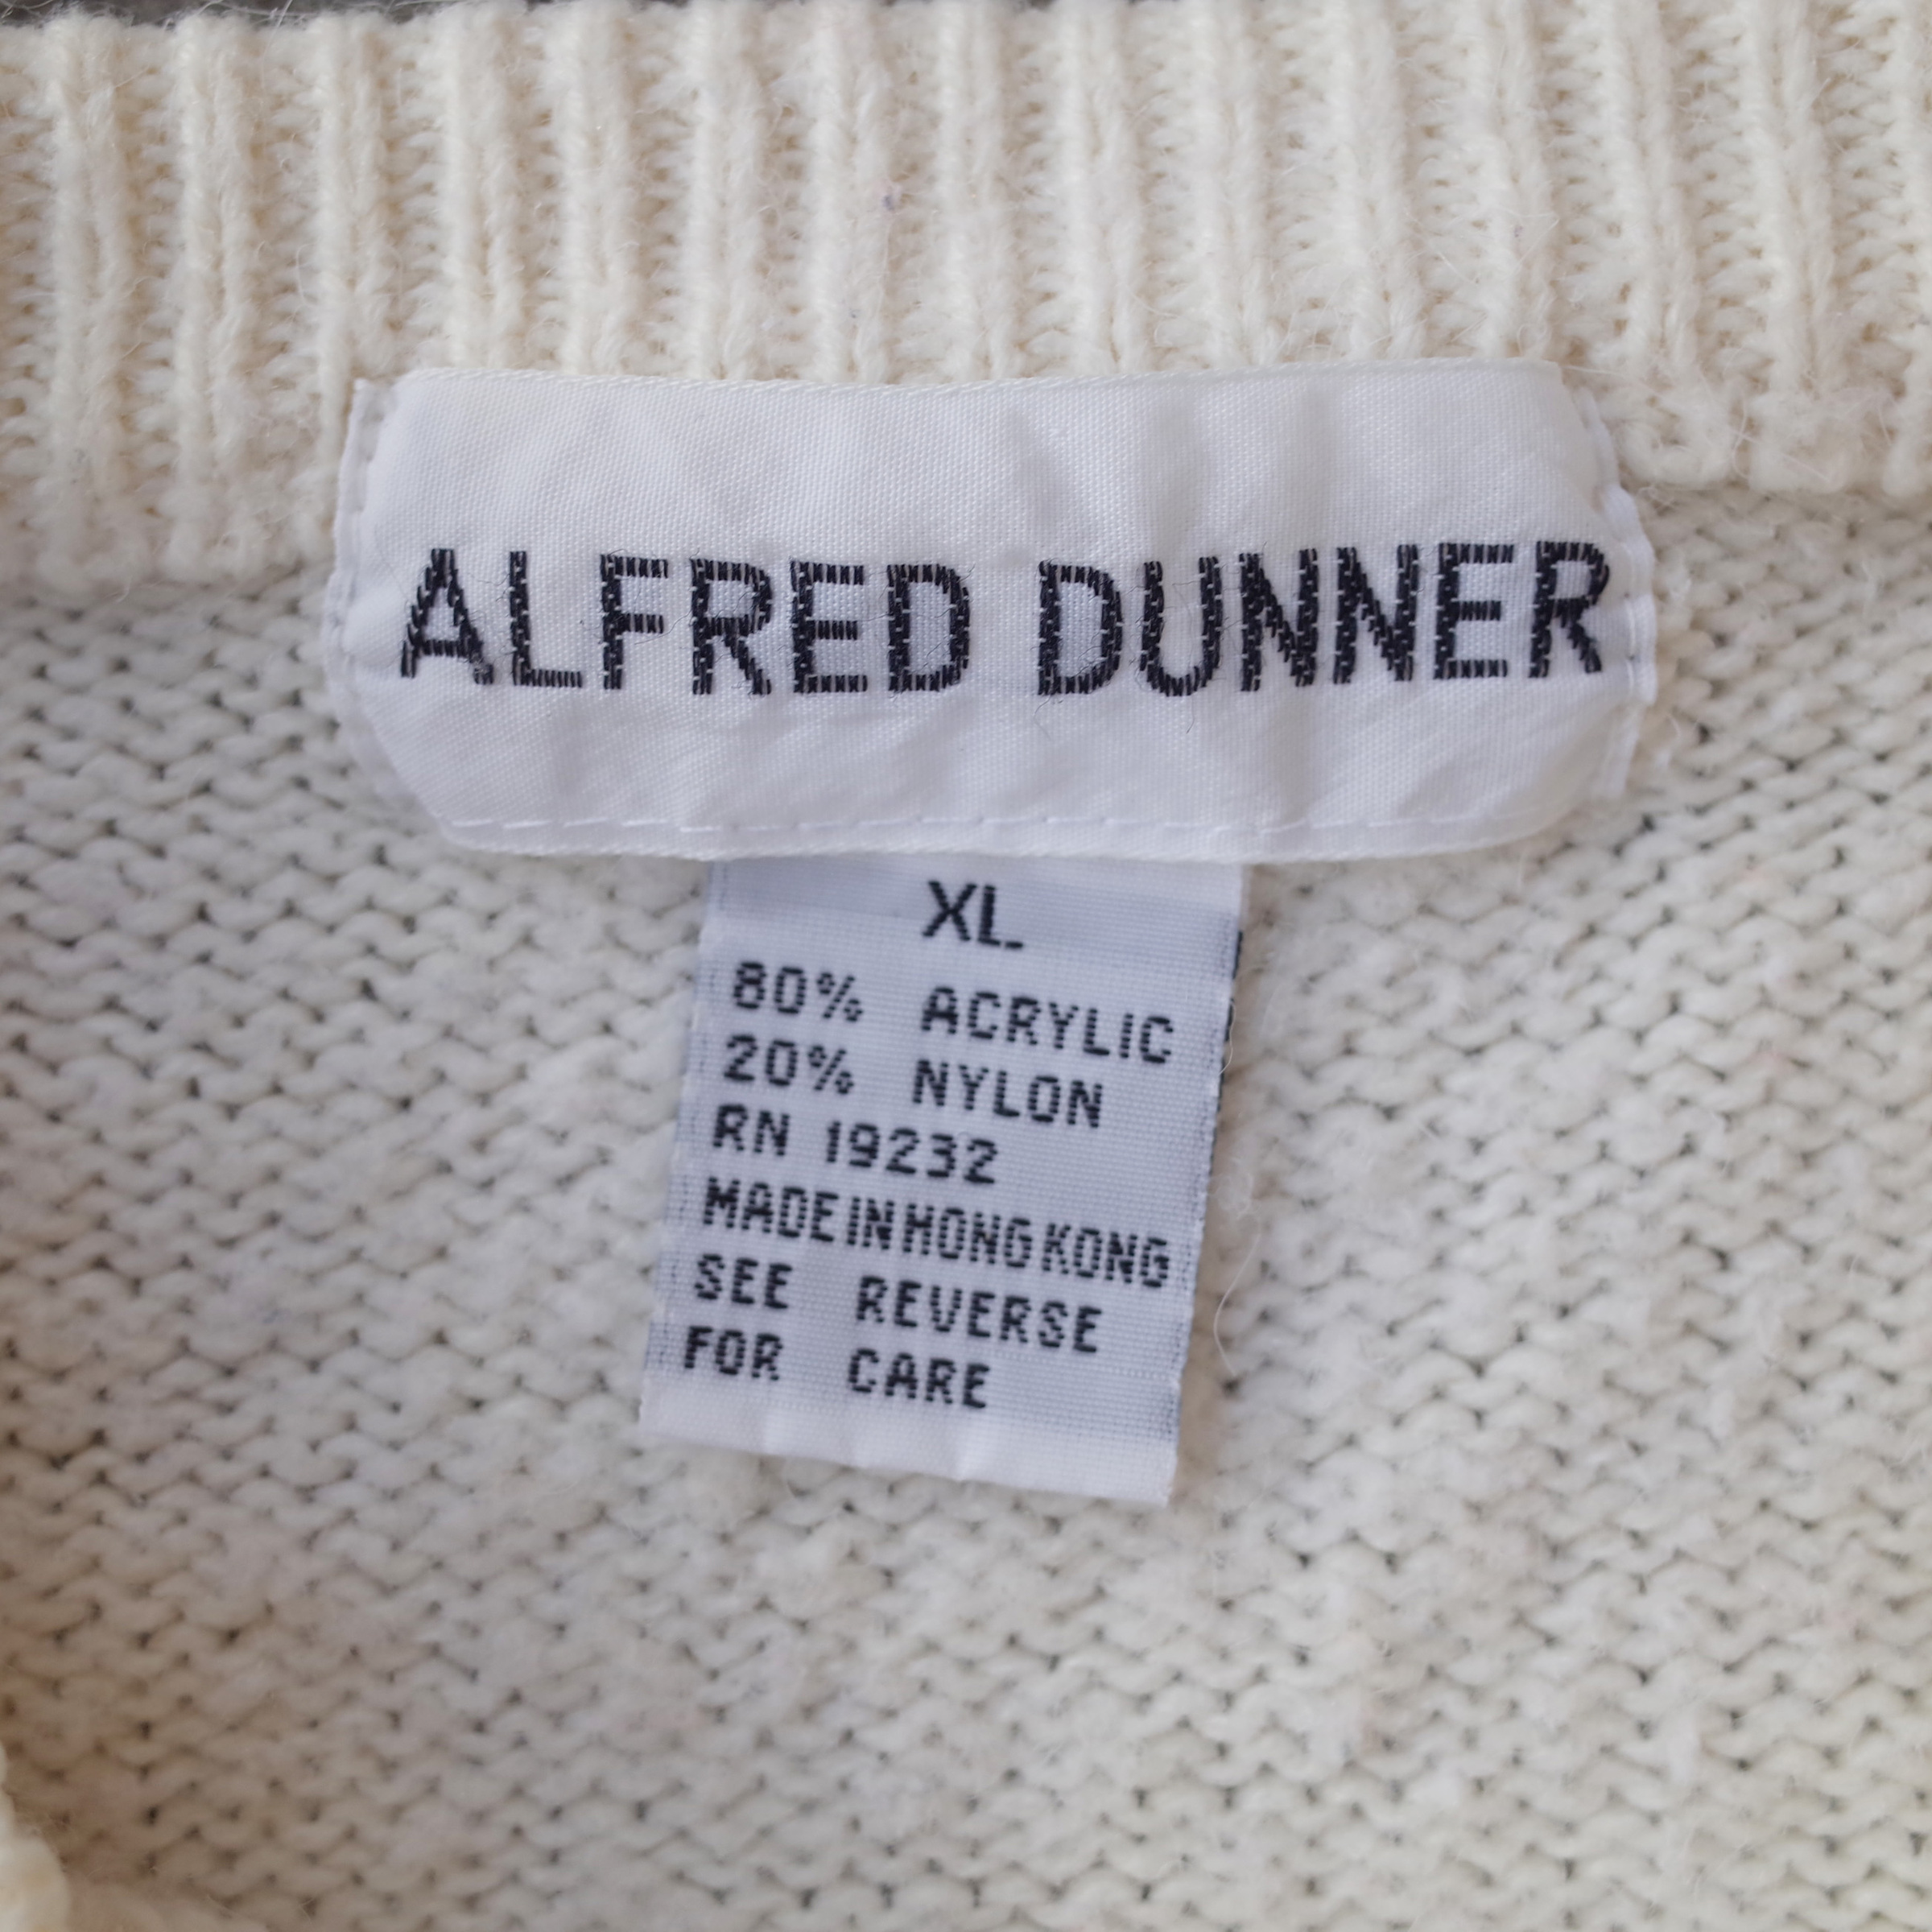 ALFRED DUNNER
XL
80% ACRYLIC
20% NYLON
RN 19232
MADE IN HONG KONG
SEE REVERSE
FOR CARE